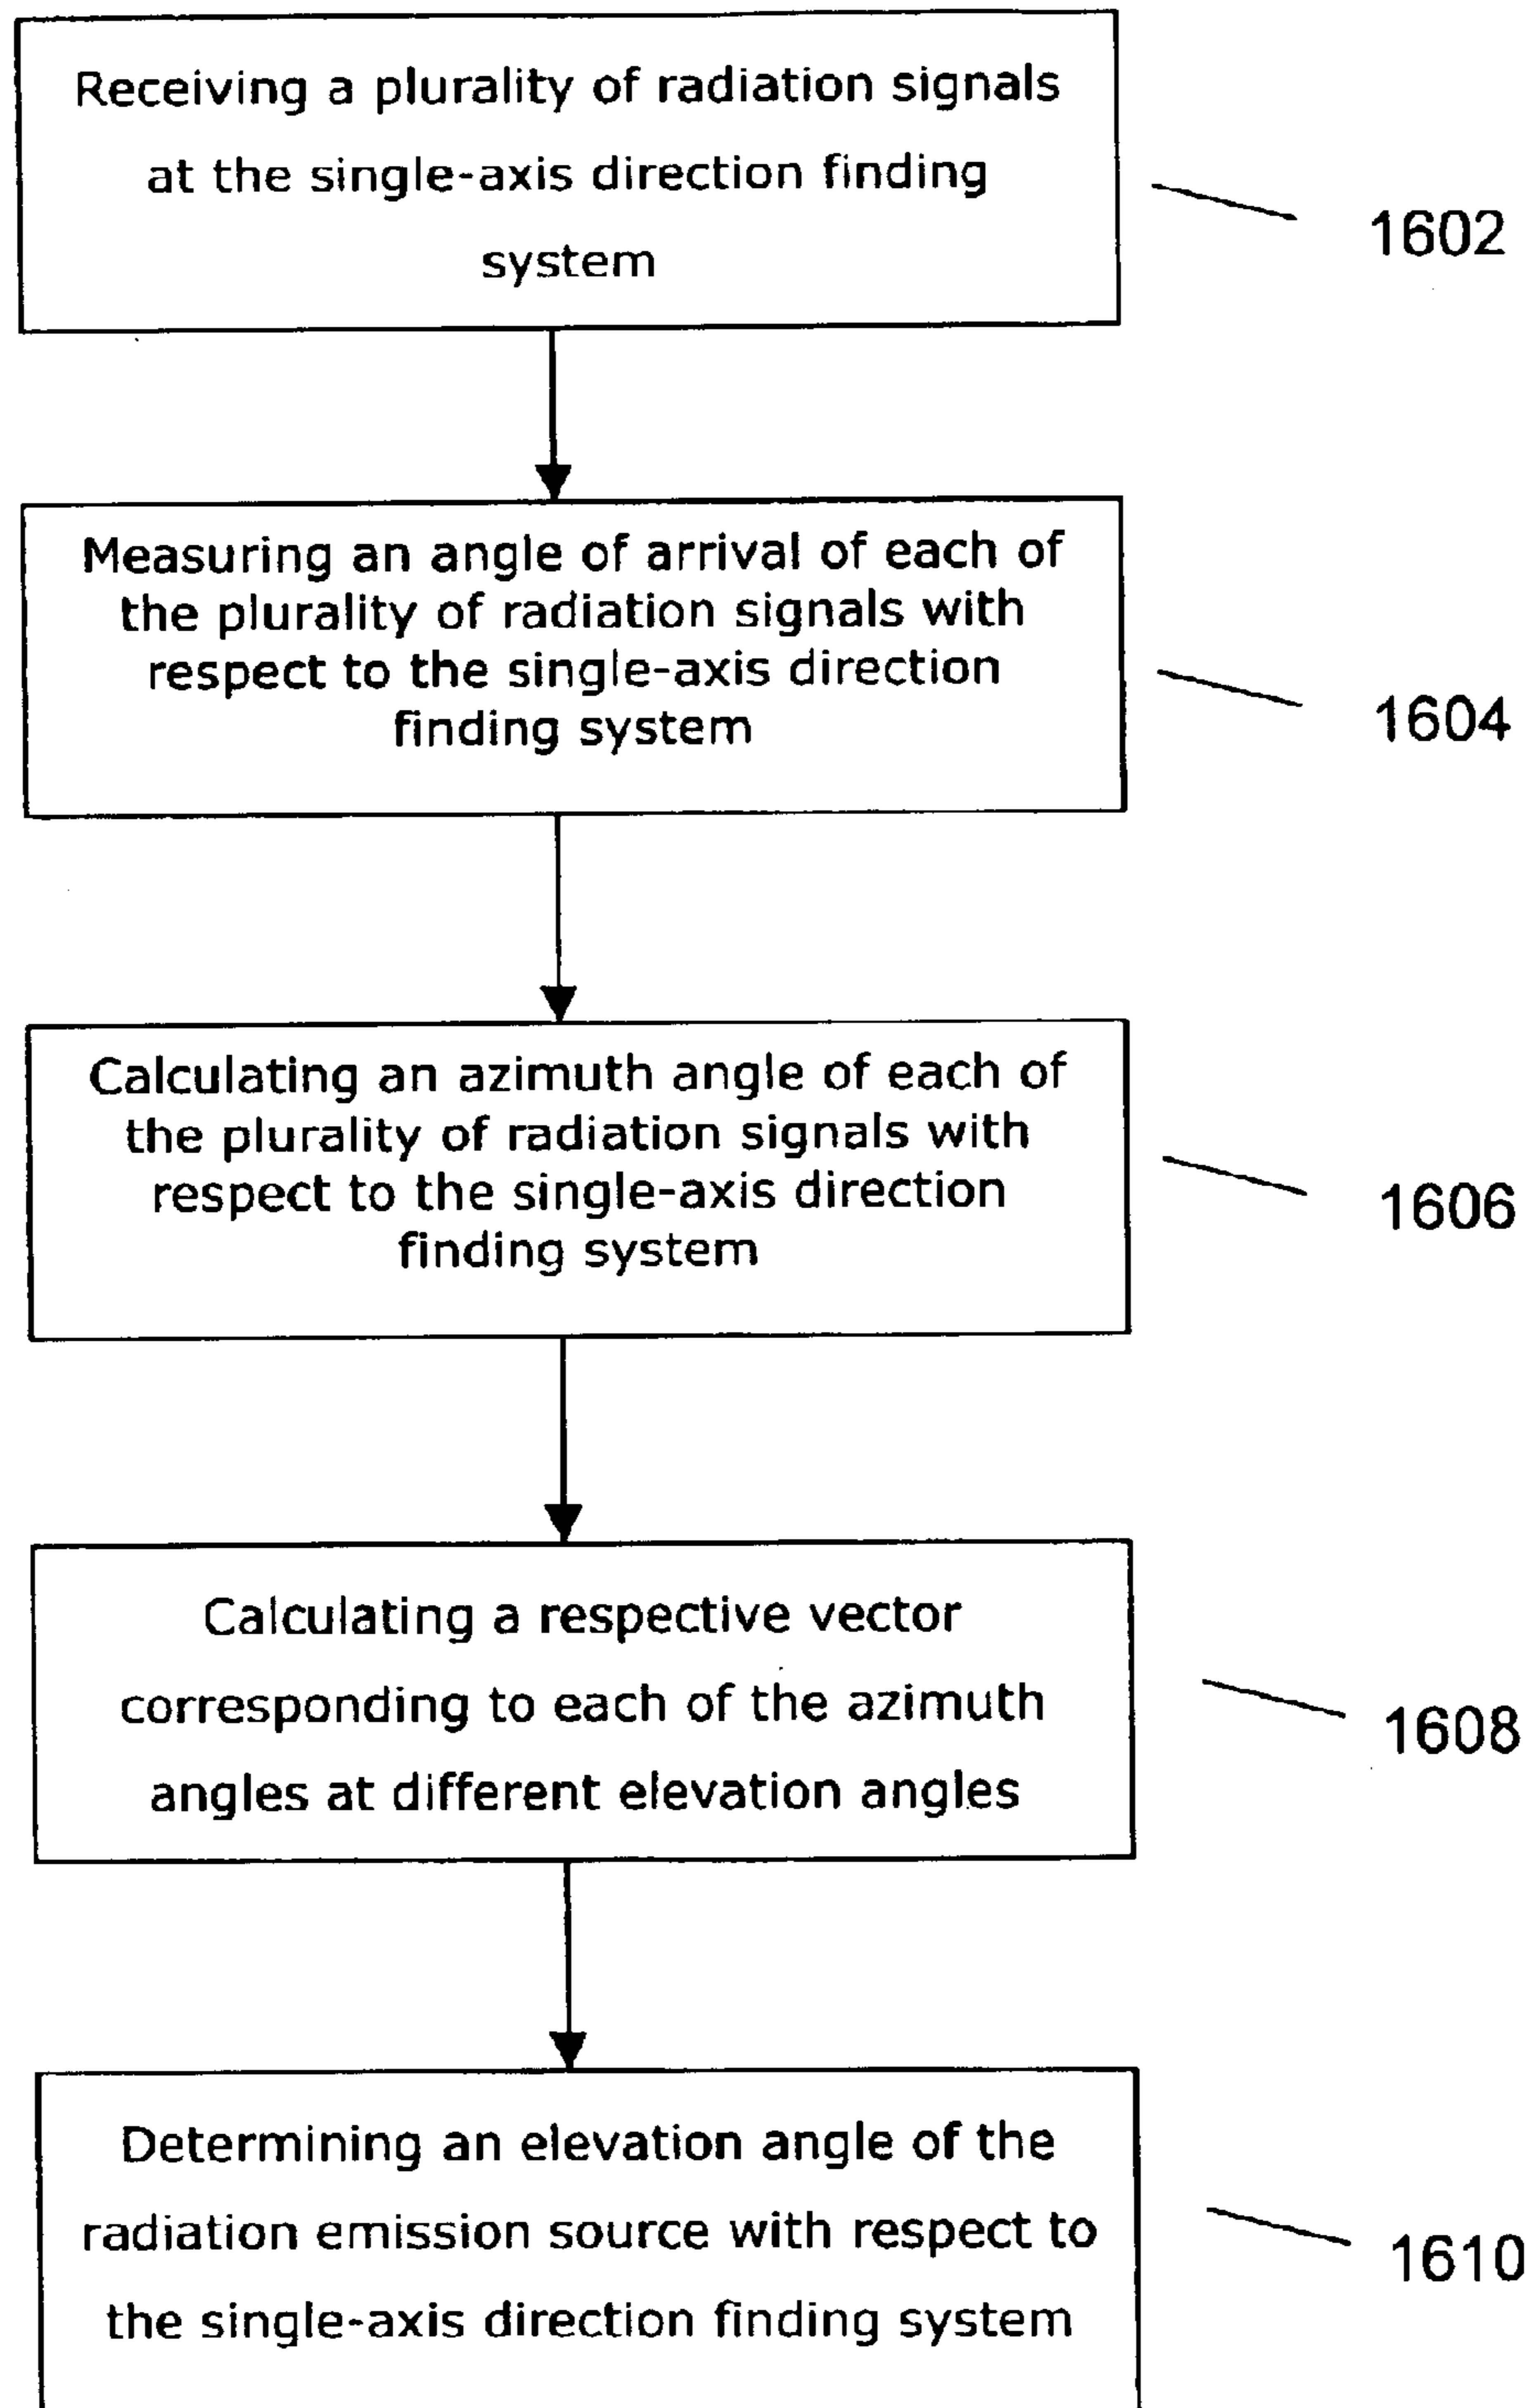 Receiving a plurality of radiation signals
at the single-axis direction finding
system
1602
Measuring an angle of arrival of each of
the plurality of radiation signals with
respect to the single-axis direction
finding system
1604
Calculating an azimuth angle of each of
the plurality of radiation signals with
respect to the single-axis direction
finding system
1606
Calculating a respective vector
corresponding to each of the azimuth
angles at different elevation angles
1608
Determining an elevation angle of the
radiation emission source with respect to
the single-axis direction finding system
1610